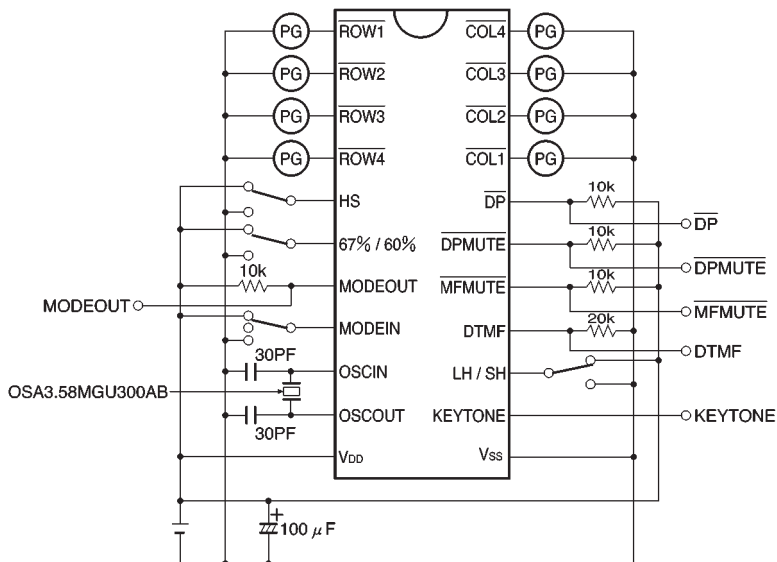 PG ROW1 COL4 PG
PG ROW2 COL3 PG
PG ROW3 COL2 PG
PG ROW4 COL1 PG
HS DP 10k
DP
67% / 60% DPMUTE 10k
DPMUTE
10k MODEOUT MFMUTE 10k
MODEOUT MFMUTE
MODEIN DTMF 20k
DTMF
30PF OSCIN LH / SH
OSA3.58MGU300AB
OSCOUT KEYTONE KEYTONE
30PF
VDD VSS
+
100 μF